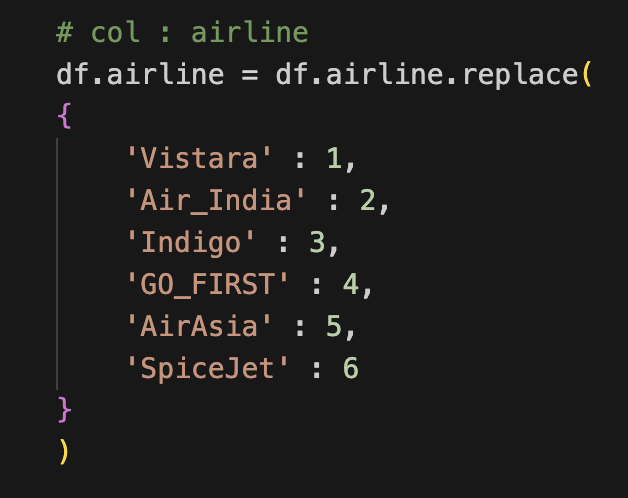 # col : airline
df.airline = df.airline.replace(
{
'Vistara' : 1,
'Air_India' : 2,
'Indigo' : 3,
'GO_FIRST' : 4,
'AirAsia' : 5,
'SpiceJet' : 6
}
)